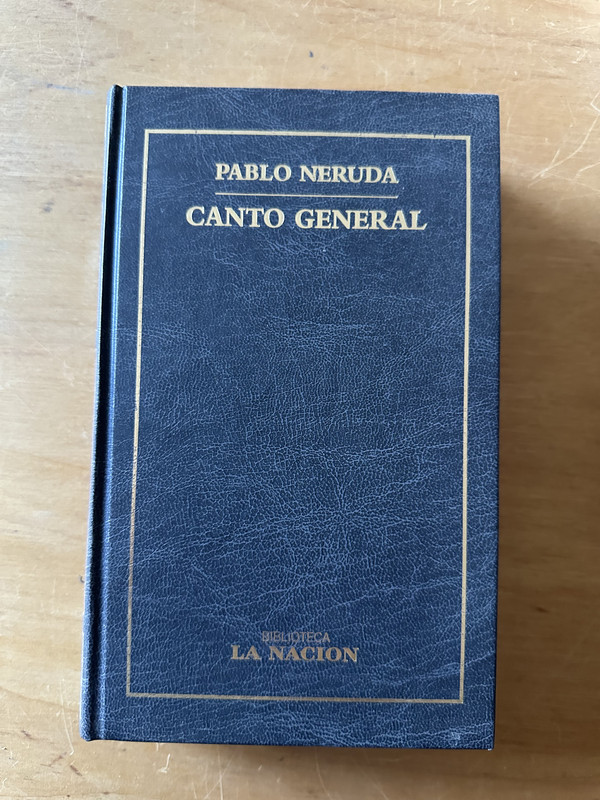 PABLO NERUDA
CANTO GENERAL
BIBLIOTECA
LA NACION